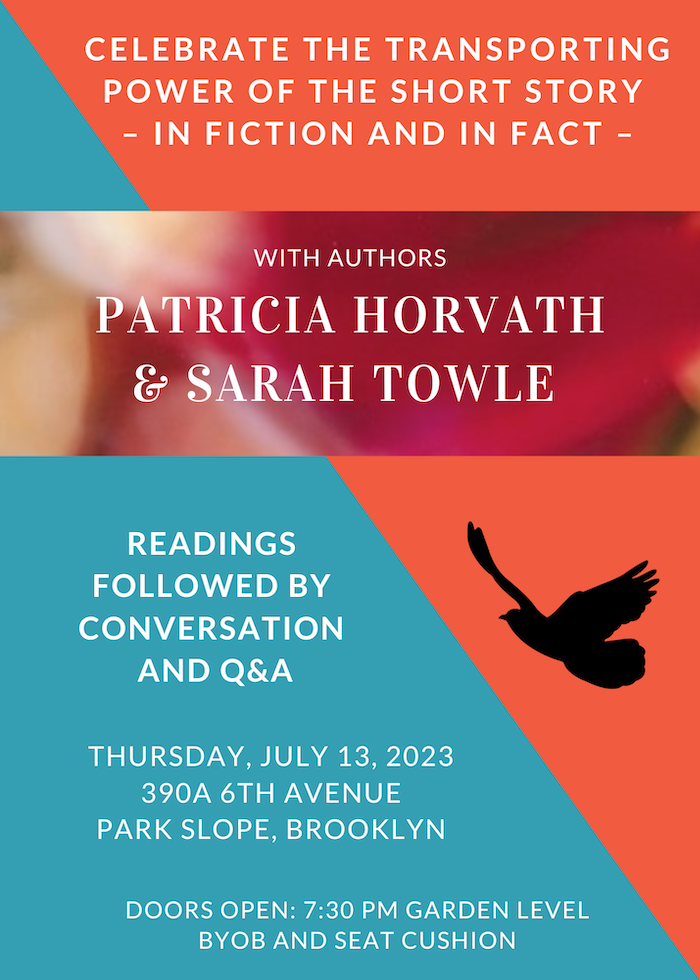 CELEBRATE THE TRANSPORTING
POWER OF THE SHORT STORY
– IN FICTION AND IN FACT –
WITH AUTHORS
PATRICIA HORVATH
& SARAH TOWLE
READINGS
FOLLOWED BY
CONVERSATION
AND Q&A
THURSDAY, JULY 13, 2023
390A 6TH AVENUE
PARK SLOPE, BROOKLYN
DOORS OPEN: 7:30 PM GARDEN LEVEL
BYOB AND SEAT CUSHION